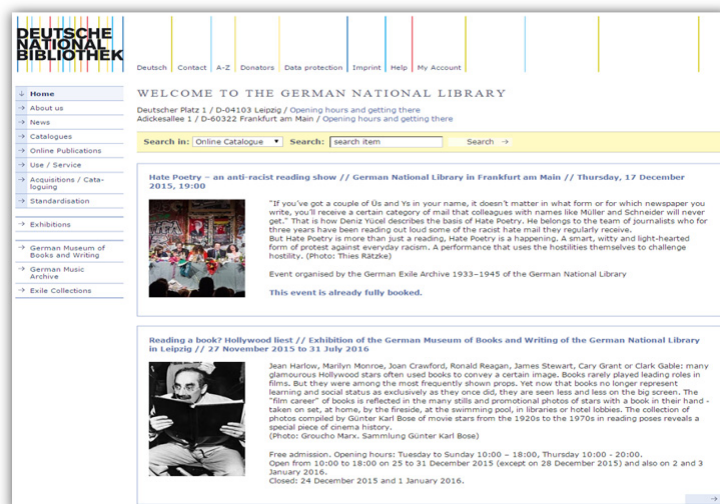 DEUTSCHE
NATIONAL
BIBLIOTHEK
Deutsch Contact A-Z Donators Data protection Imprint Help My Account
Home
About us
News
Catalogues
Online Publications
Use / Service
Acquisitions / Cata-
loguing
Standardisation
Exhibitions
German Museum of
Books and Writing
German Music
Archive
Exile Collections
WELCOME TO THE GERMAN NATIONAL LIBRARY
Deutscher Platz 1 / D-04103 Leipzig / Opening hours and getting there
Adickesallee 1 / D-60322 Frankfurt am Main / Opening hours and getting there
Search in: Online Catalogue Search: search item Search
Hate Poetry – an anti-racist reading show // German National Library in Frankfurt am Main // Thursday, 17 December
2015, 19:00
"If you've got a couple of Üs and Ys in your name, it doesn't matter in what form or for which newspaper you
write, you'll receive a certain category of mail that colleagues with names like Müller and Schneider will never
get." That is how Deniz Yücel describes the basis of Hate Poetry. He belongs to the team of journalists who for
three years have been reading out loud some of the racist hate mail they regularly receive.
But Hate Poetry is more than just a reading, Hate Poetry is a happening. A smart, witty and light-hearted
form of protest against everyday racism. A performance that uses the hostilities themselves to challenge
hostility. (Photo: Thies Rätzke)
Event organised by the German Exile Archive 1933–1945 of the German National Library
This event is already fully booked.
Reading a book? Hollywood liest // Exhibition of the German Museum of Books and Writing of the German National Library
in Leipzig // 27 November 2015 to 31 July 2016
Jean Harlow, Marilyn Monroe, Joan Crawford, Ronald Reagan, James Stewart, Cary Grant or Clark Gable: many
glamourous Hollywood stars often used books to convey a certain image. Books rarely played leading roles in
films. But they were among the most frequently shown props. Yet now that books no longer represent
learning and social status as exclusively as they once did, they are seen less and less on the big screen. The
"film career" of books is reflected in the many stills and promotional photos of stars with a book in their hand -
taken on set, at home, by the fireside, at the swimming pool, in libraries or hotel lobbies. The collection of
photos compiled by Günter Karl Bose of movie stars from the 1920s to the 1970s in reading poses reveals a
special piece of cinema history.
(Photo: Groucho Marx. Sammlung Günter Karl Bose)
Free admission. Opening hours: Tuesday to Sunday 10:00 – 18:00, Thursday 10:00 - 20:00.
Open from 10:00 to 18:00 on 25 to 31 December 2015 (except on 28 December 2015) and also on 2 and 3
January 2016.
Closed: 24 December 2015 and 1 January 2016.